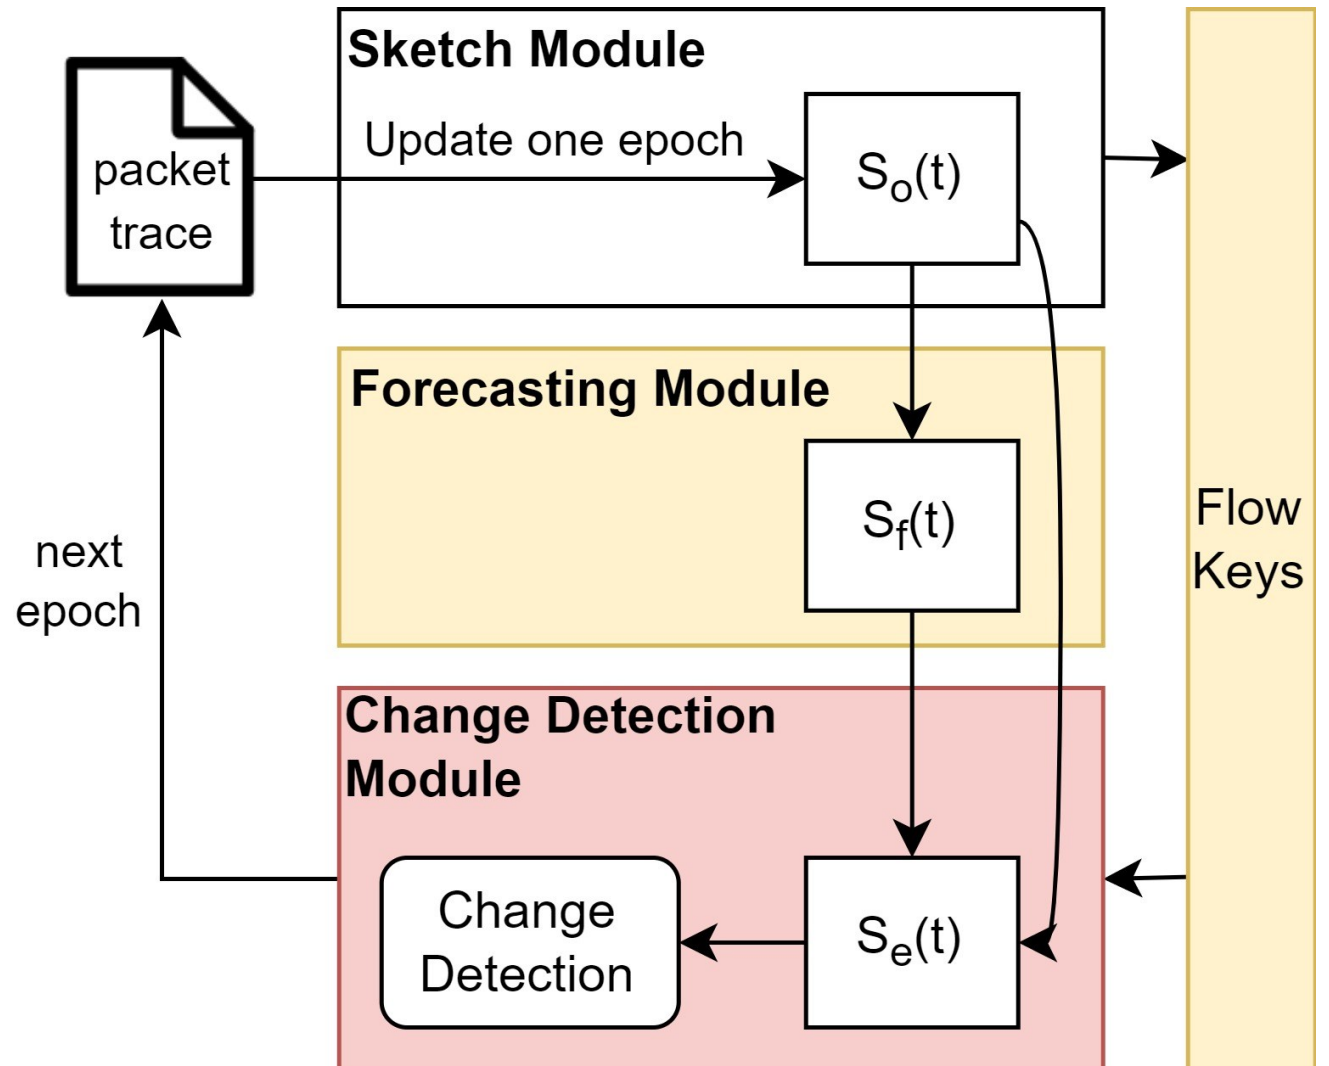 Sketch Module
packet
trace
Update one epoch
Sₒ(t)
Forecasting Module
S_f(t)
Flow
Keys
next
epoch
Change Detection
Module
Change
Detection
Sₑ(t)